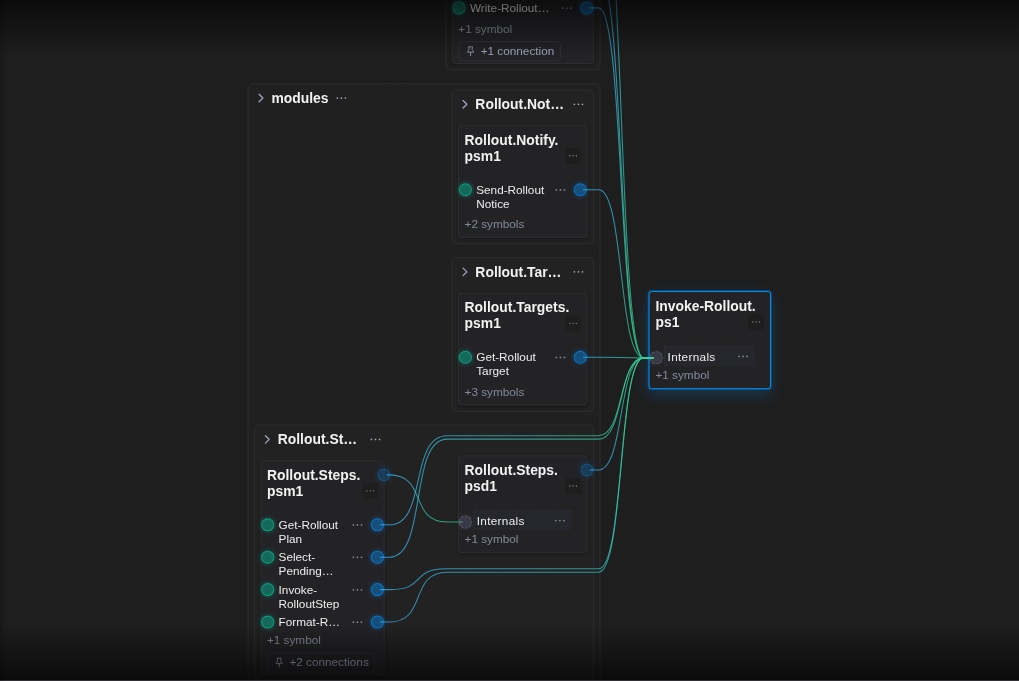 Write-Rollout…
+1 symbol
+1 connection
modules
Rollout.Not…
Rollout.Notify.
psm1
Send-Rollout
Notice
+2 symbols
Rollout.Tar…
Rollout.Targets.
psm1
Get-Rollout
Target
+3 symbols
Invoke-Rollout.
ps1
Internals
+1 symbol
Rollout.St…
Rollout.Steps.
psm1
Get-Rollout
Plan
Select-
Pending…
Invoke-
RolloutStep
Format-R…
+1 symbol
+2 connections
Rollout.Steps.
psd1
Internals
+1 symbol